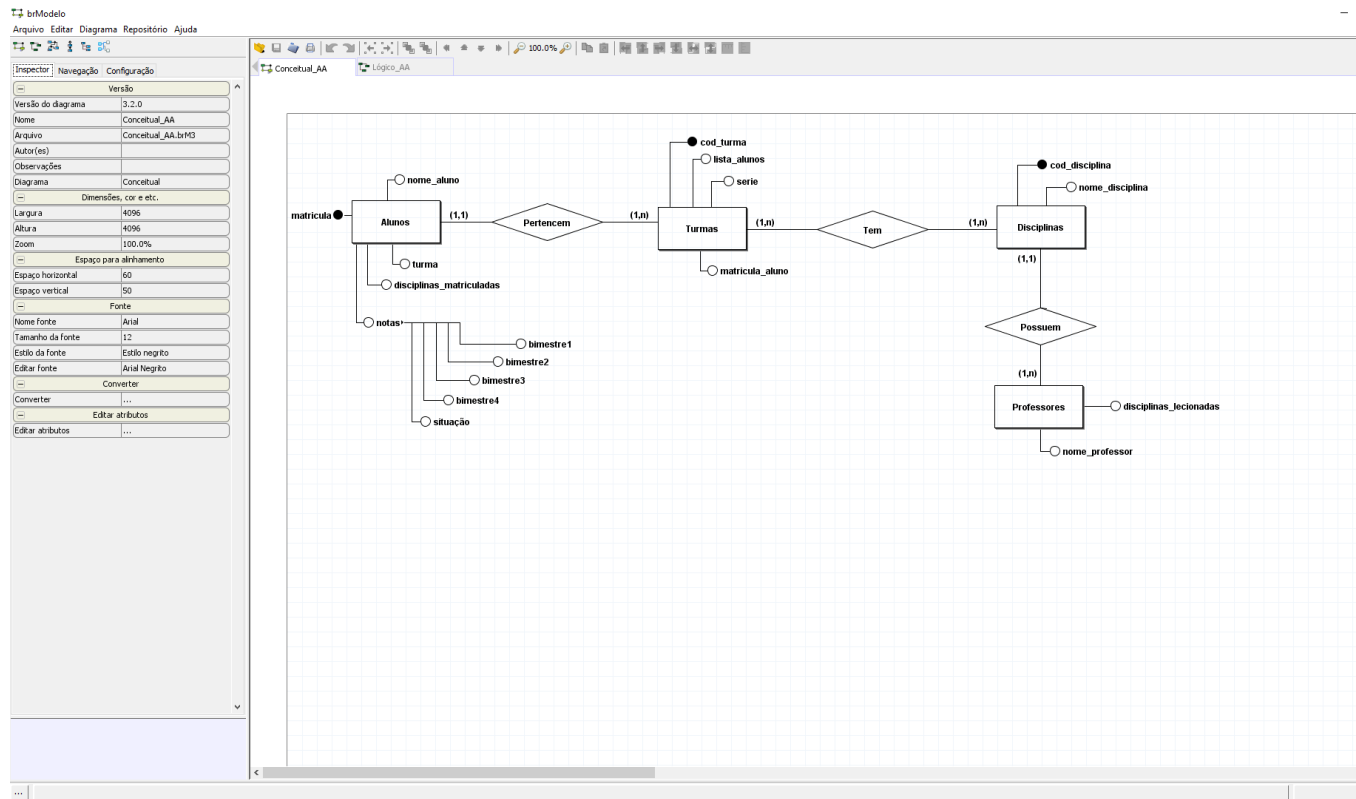 brModelo
Arquivo Editar Diagrama Repositório Ajuda
100.0%
Inspector Navegação Configuração
Conceitual_AA
Lógico_AA
Versão
Versão do diagrama 3.2.0
Nome Conceitual_AA
Arquivo Conceitual_AA.brM3
Autor(es)
Observações
Diagrama Conceitual
Dimensões, cor e etc.
Largura 4096
Altura 4096
Zoom 100.0%
Espaço para alinhamento
Espaço horizontal 60
Espaço vertical 50
Fonte
Nome fonte Arial
Tamanho da fonte 12
Estilo da fonte Estilo negrito
Editar fonte Arial Negrito
Converter
Converter ...
Editar atributos
Editar atributos ...
nome_aluno
matricula
Alunos
(1,1)
Pertencem
(1,n)
turma
disciplinas_matriculadas
notas
bimestre1
bimestre2
bimestre3
bimestre4
situação
cod_turma
lista_alunos
serie
Turmas
(1,n)
Tem
(1,n)
matricula_aluno
cod_disciplina
nome_disciplina
Disciplinas
(1,1)
Possuem
(1,n)
Professores
disciplinas_lecionadas
nome_professor
...